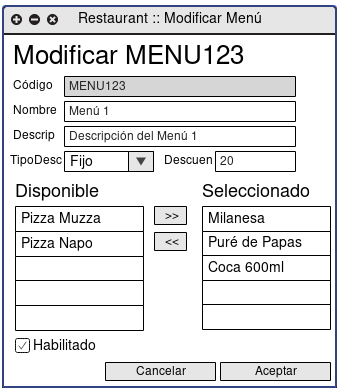 Restaurant :: Modificar Menú
Modificar MENU123
Código MENU123
Nombre Menú 1
Descrip Descripción del Menú 1
TipoDesc Fijo Descuen 20
Disponible Seleccionado
Pizza Muzza >> Milanesa
Pizza Napo << Puré de Papas
Coca 600ml
Habilitado
Cancelar Aceptar